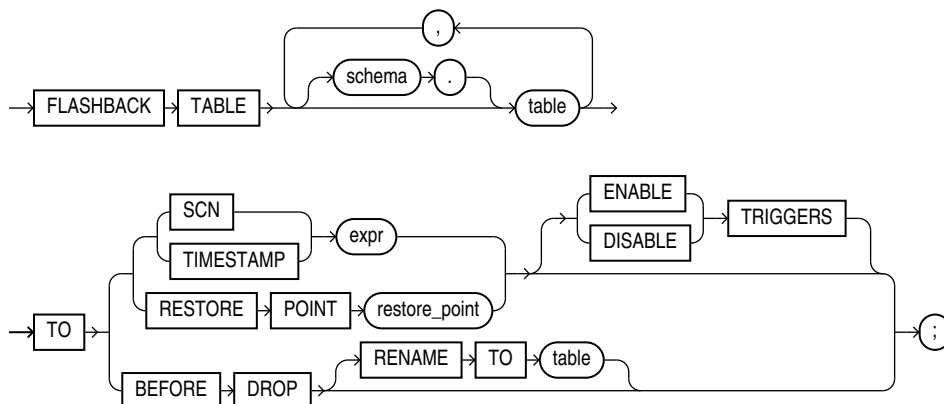 ,
schema .
FLASHBACK TABLE table
SCN ENABLE
expr TRIGGERS
TIMESTAMP DISABLE
RESTORE POINT restore_point
TO ;
RENAME TO table
BEFORE DROP